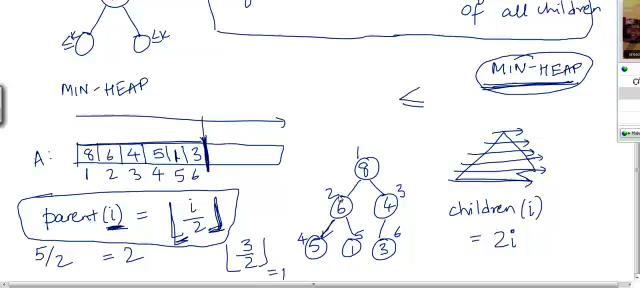 of all children
≤k ≤k
MIN-HEAP
MIN-HEAP
≤
A: 8 6 4 5 1 3
1 2 3 4 5 6
1
8
2 3
6 4
4 5 6
5 1 3
parent(i) = ⌊i/2⌋
5/2 = 2
⌊3/2⌋ = 1
children(i)
= 2i